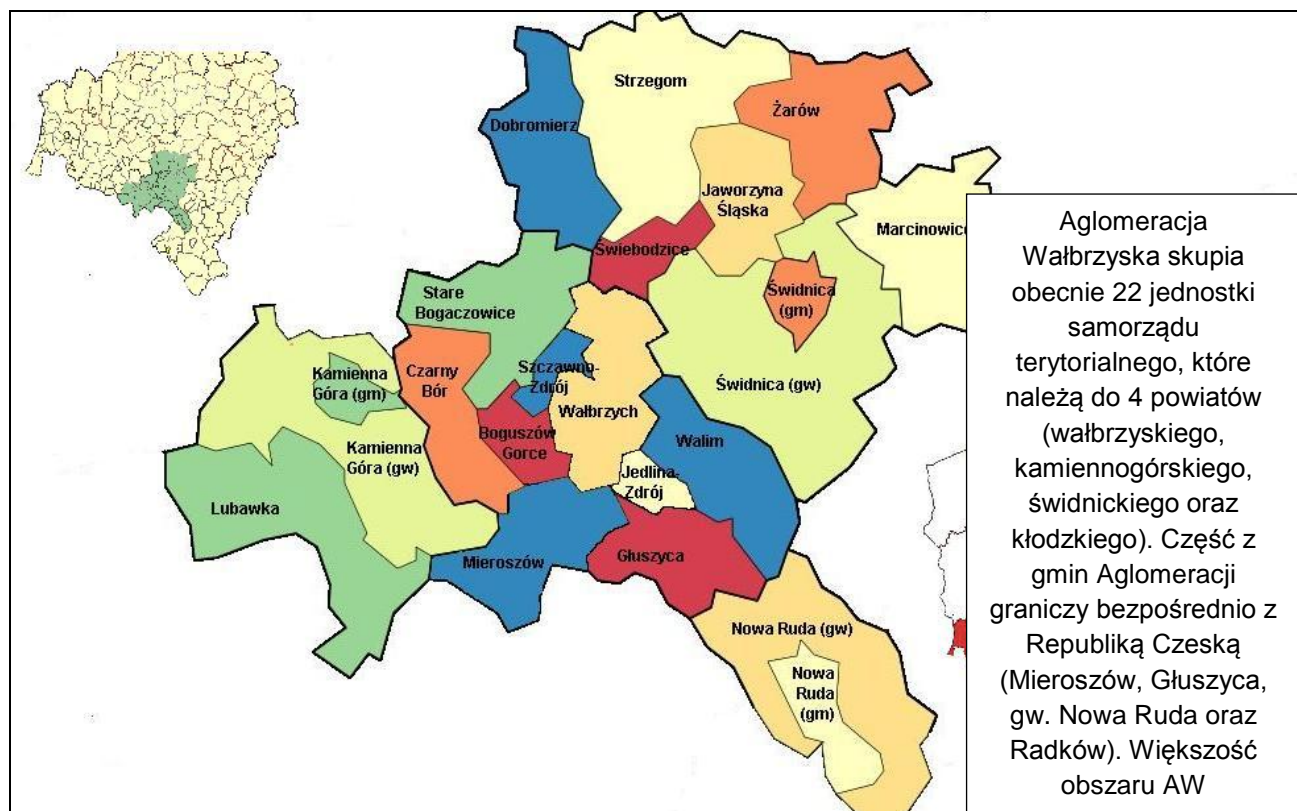 Strzegom
Żarów
Dobromierz
Jaworzyna
Śląska
Marcinowice
Świebodzice
Świdnica
(gm)
Stare
Bogaczowice
Szczawno-
Zdrój
Kamienna
Góra (gm)
Czarny
Bór
Świdnica (gw)
Wałbrzych
Boguszów
Gorce
Walim
Kamienna
Góra (gw)
Jedlina-
Zdrój
Lubawka
Mieroszów
Głuszyca
Nowa Ruda (gw)
Nowa
Ruda
(gm)
Aglomeracja
Wałbrzyska skupia
obecnie 22 jednostki
samorządu
terytorialnego, które
należą do 4 powiatów
(wałbrzyskiego,
kamiennogórskiego,
świdnickiego oraz
kłodzkiego). Część z
gmin Aglomeracji
graniczy bezpośrednio z
Republiką Czeską
(Mieroszów, Głuszyca,
gw. Nowa Ruda oraz
Radków). Większość
obszaru AW